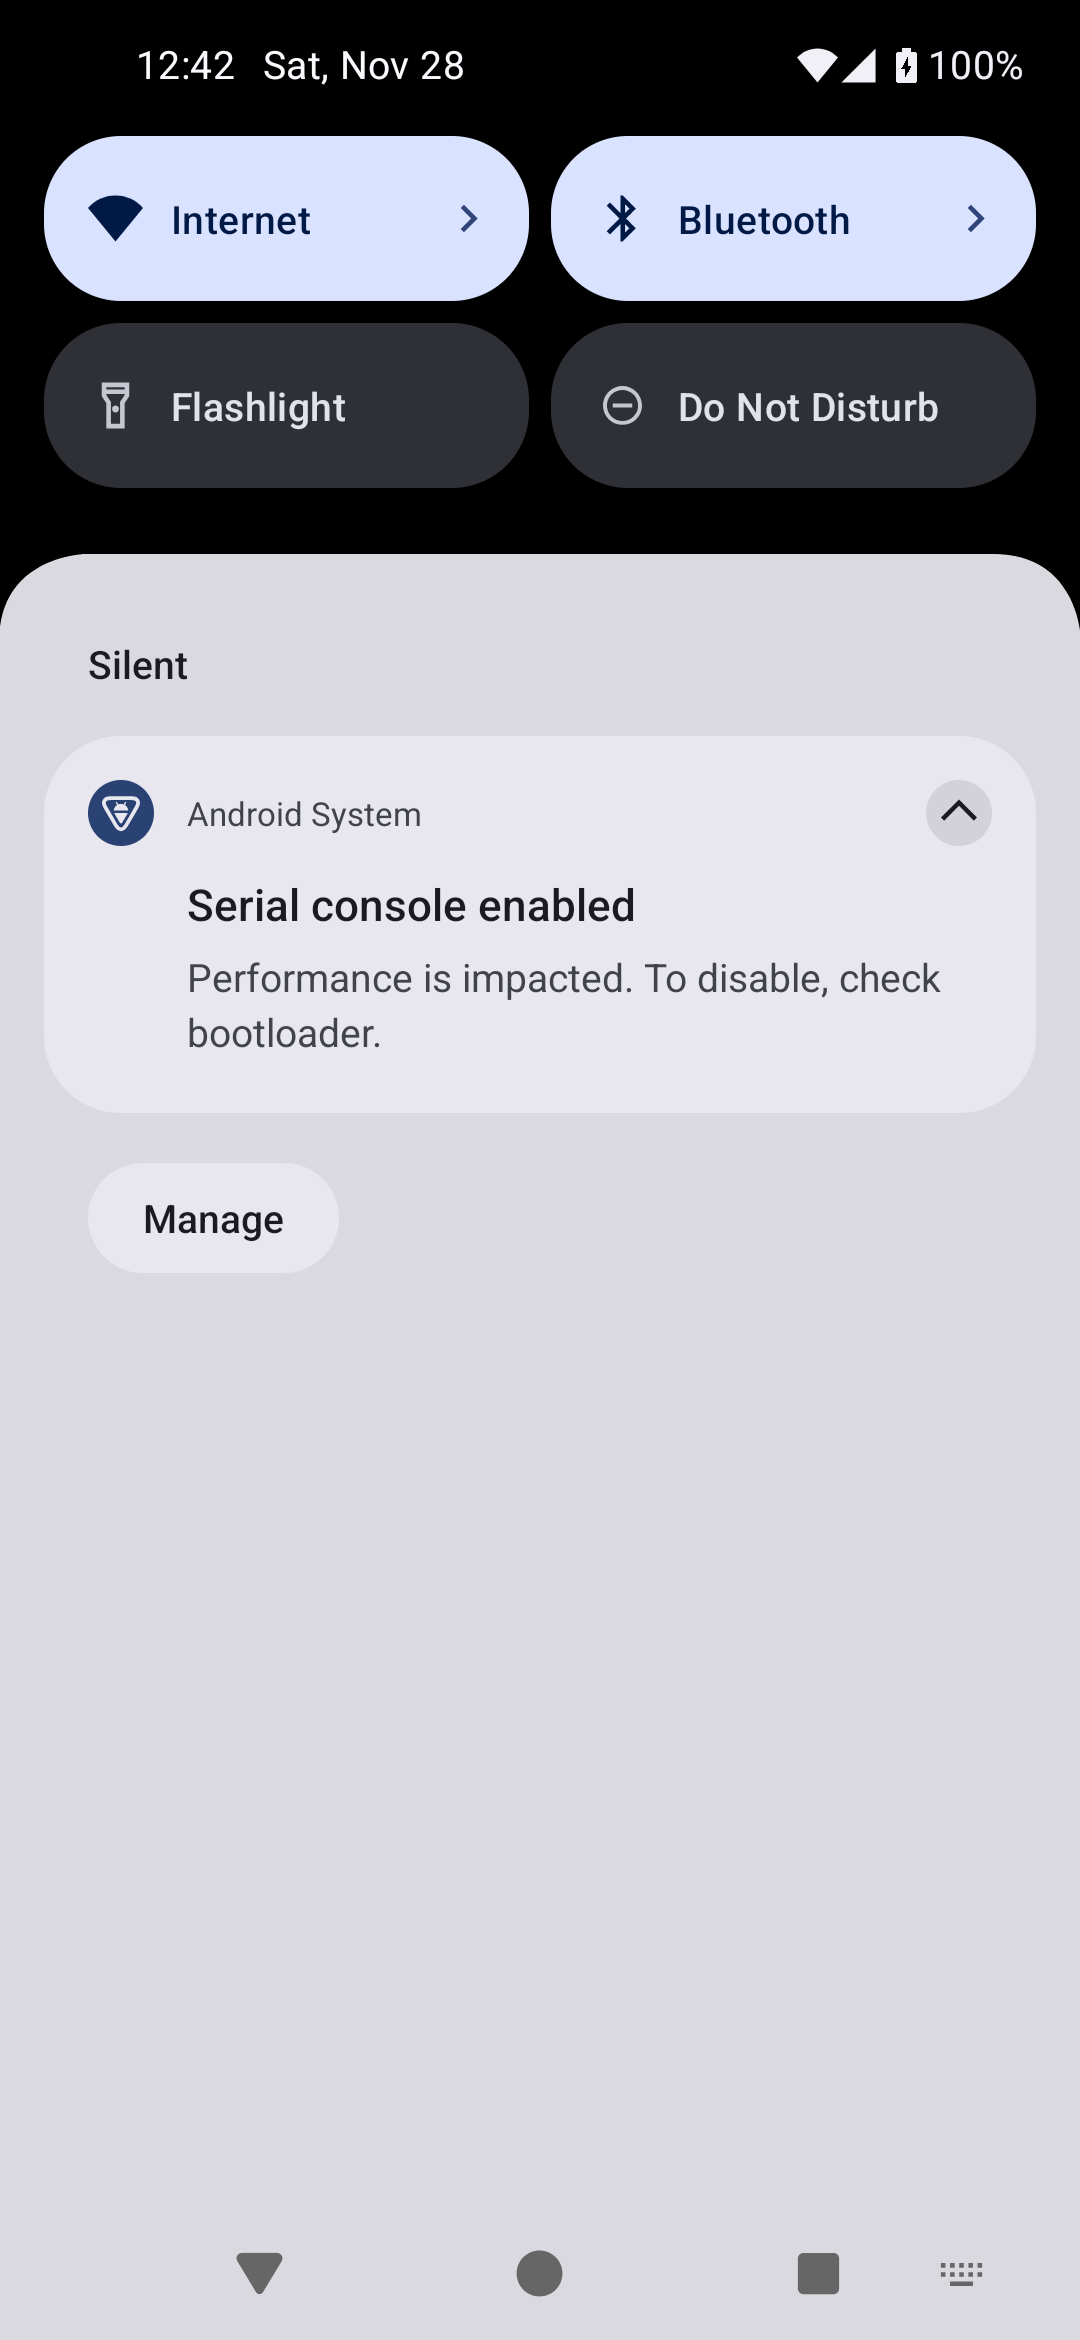 12:42 Sat, Nov 28 100%
Internet
Bluetooth
Flashlight
Do Not Disturb
Silent
Android System
Serial console enabled
Performance is impacted. To disable, check
bootloader.
Manage